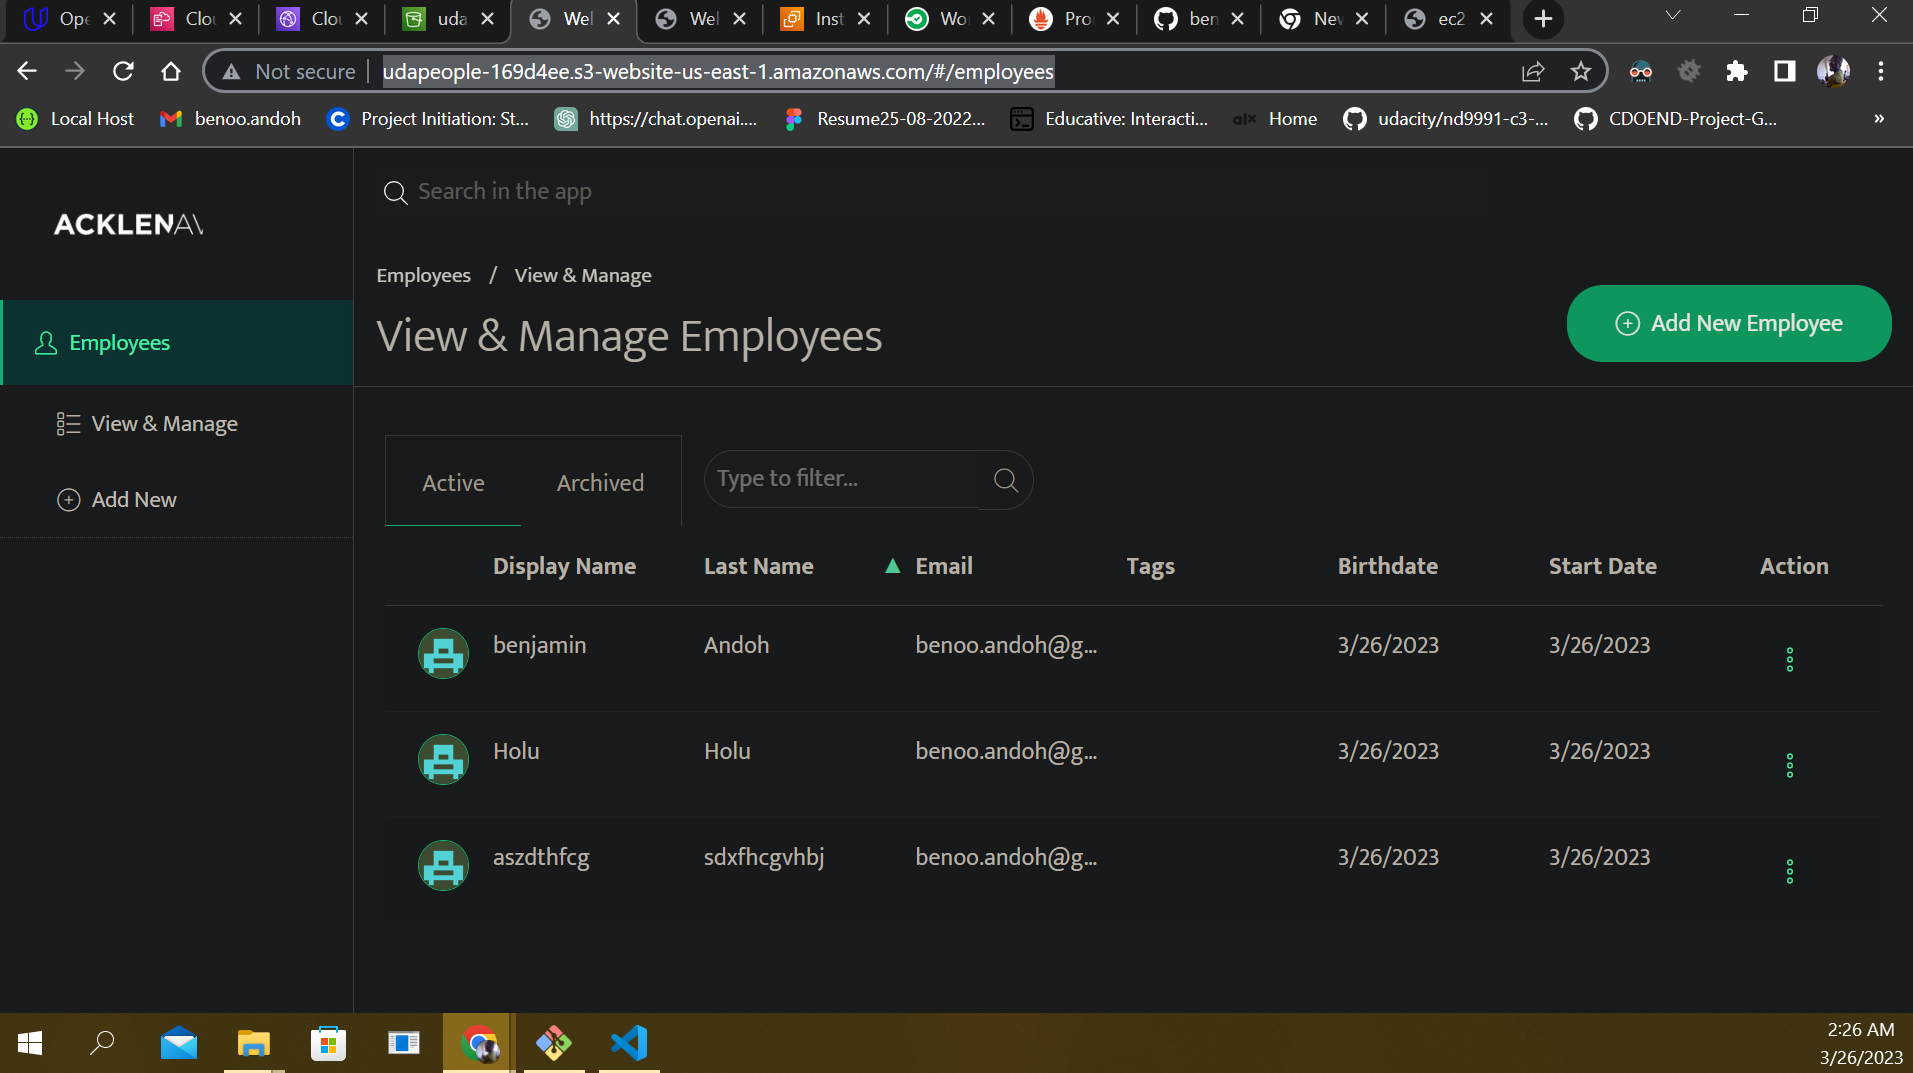 Ope Clou Clou uda Wel Wel Inst Wo Pro ben New ec2
Not secure udapeople-169d4ee.s3-website-us-east-1.amazonaws.com/#/employees
Local Host benoo.andoh Project Initiation: St... https://chat.openai.... Resume25-08-2022... Educative: Interacti... alx Home udacity/nd9991-c3-... CDOEND-Project-G... »
Search in the app
ACKLENAV
Employees / View & Manage
View & Manage Employees
Add New Employee
Employees
View & Manage
Add New
Active Archived Type to filter...
Display Name Last Name Email Tags Birthdate Start Date Action
benjamin Andoh benoo.andoh@g... 3/26/2023 3/26/2023
Holu Holu benoo.andoh@g... 3/26/2023 3/26/2023
aszdthfcg sdxfhcgvhbj benoo.andoh@g... 3/26/2023 3/26/2023
2:26 AM
3/26/2023